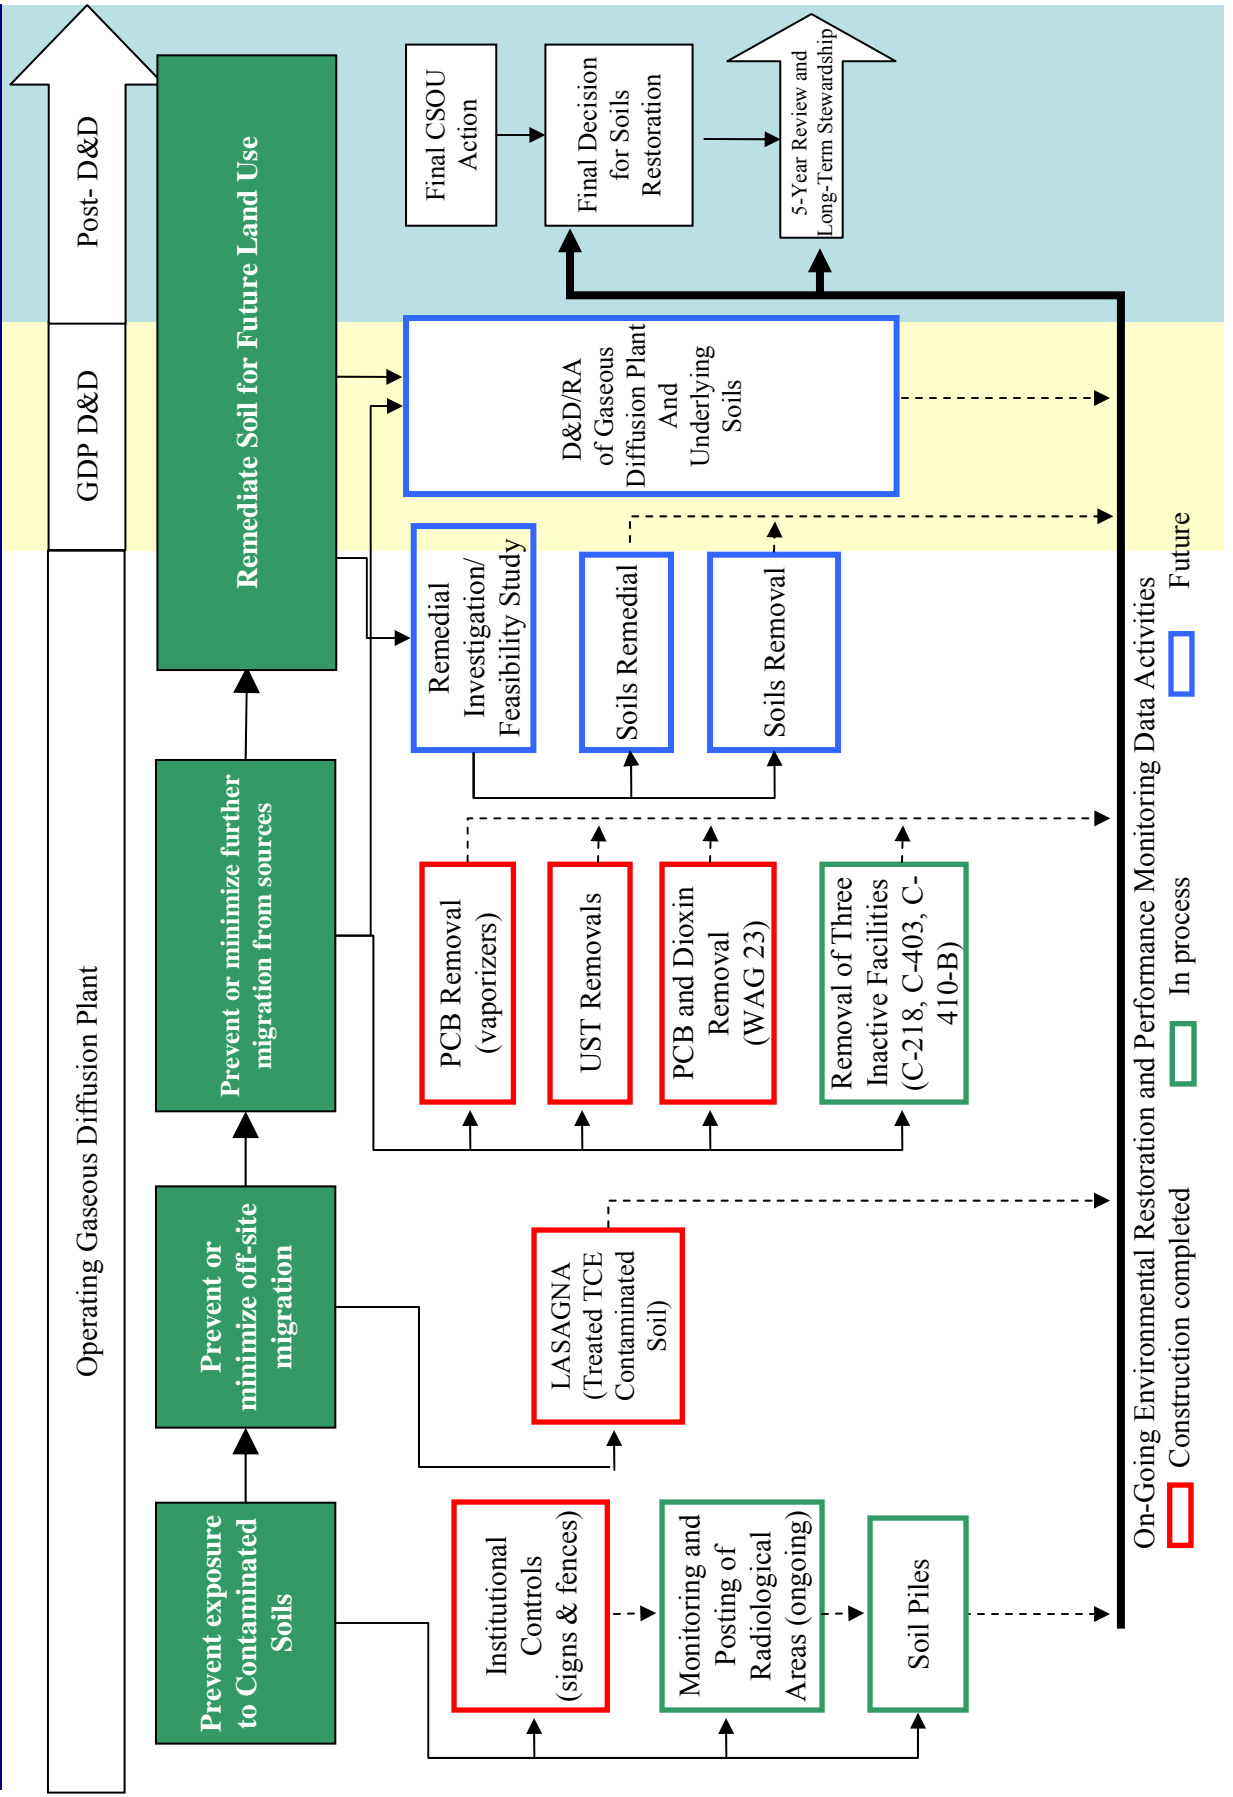 Operating Gaseous Diffusion Plant
GDP D&D
Post- D&D
Prevent exposure
to Contaminated
Soils
Prevent or
minimize off-site
migration
Prevent or minimize further
migration from sources
Remediate Soil for Future Land Use
Institutional
Controls
(signs & fences)
Monitoring and
Posting of
Radiological
Areas (ongoing)
Soil Piles
LASAGNA
(Treated TCE
Contaminated
Soil)
PCB Removal
(vaporizers)
UST Removals
PCB and Dioxin
Removal
(WAG 23)
Removal of Three
Inactive Facilities
(C-218, C-403, C-
410-B)
Remedial
Investigation/
Feasibility Study
Soils Remedial
Soils Removal
D&D/RA
of Gaseous
Diffusion Plant
And
Underlying
Soils
Final CSOU
Action
Final Decision
for Soils
Restoration
5-Year Review and
Long-Term Stewardship
On-Going Environmental Restoration and Performance Monitoring Data Activities
Construction completed
In process
Future